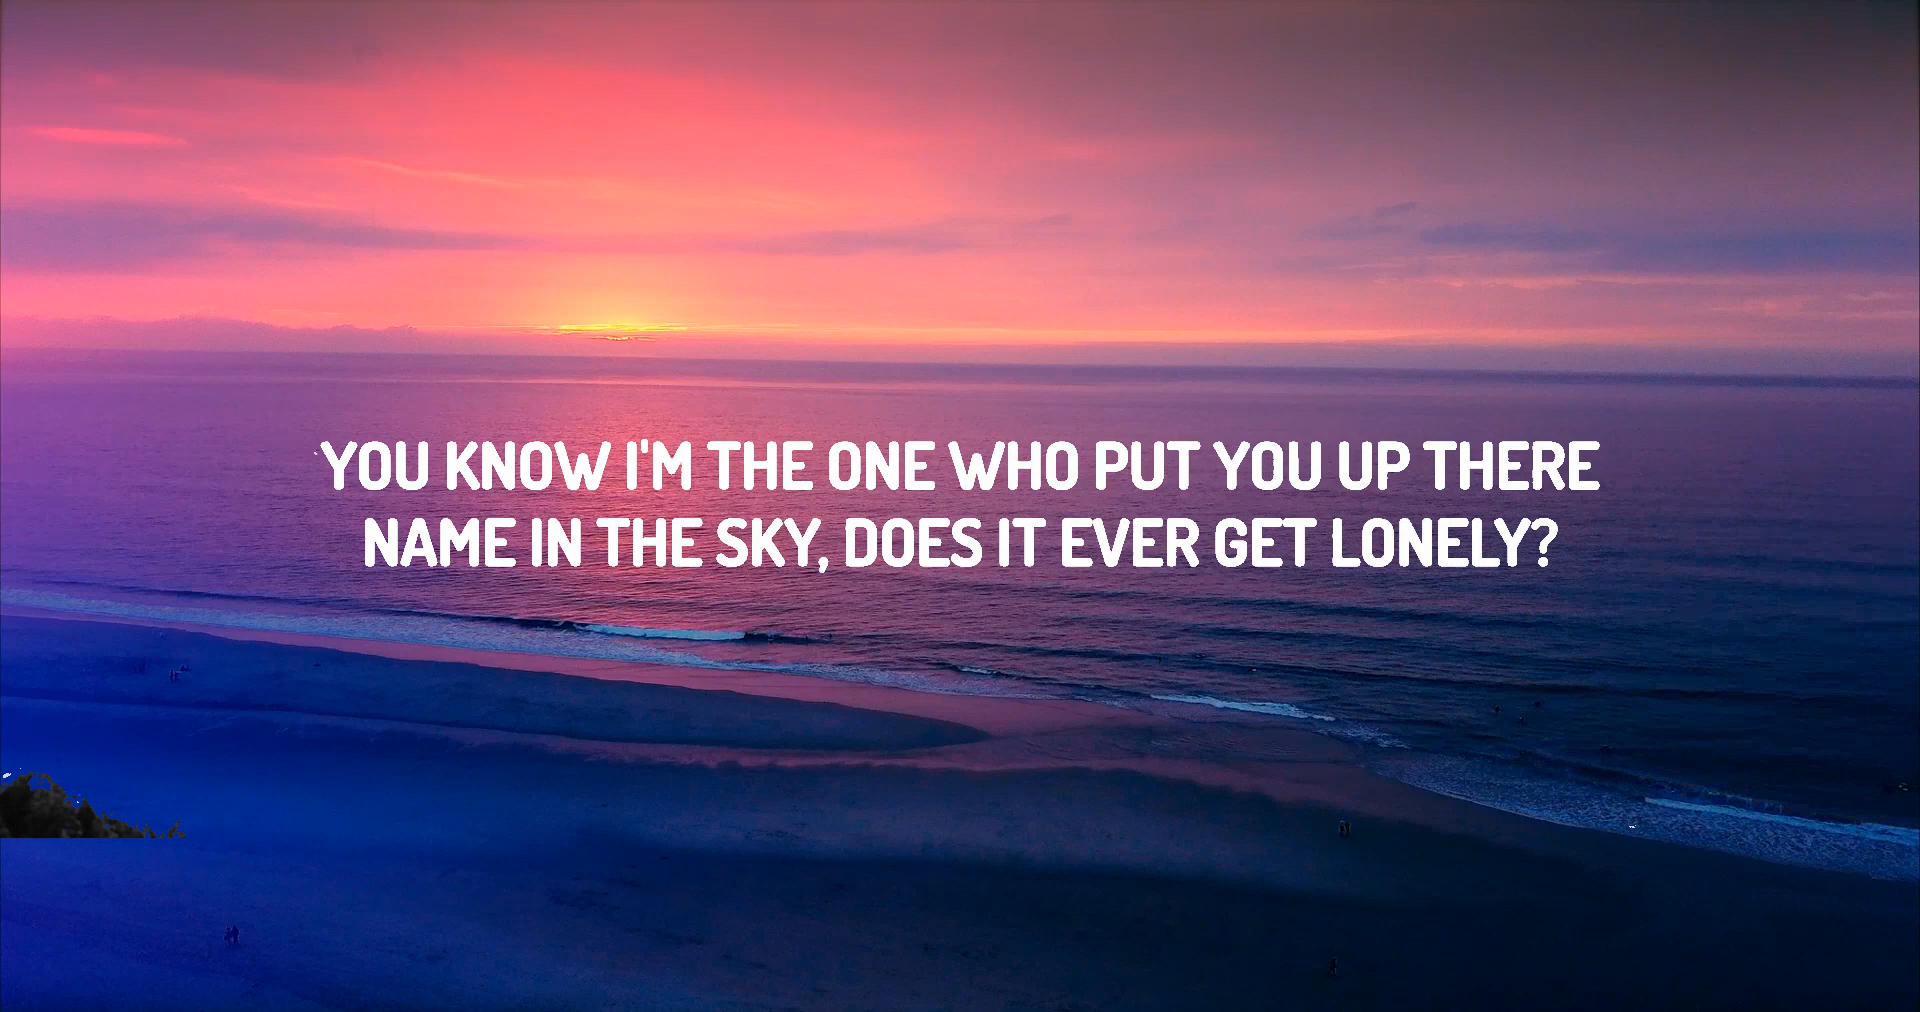 YOU KNOW I'M THE ONE WHO PUT YOU UP THERE
NAME IN THE SKY, DOES IT EVER GET LONELY?